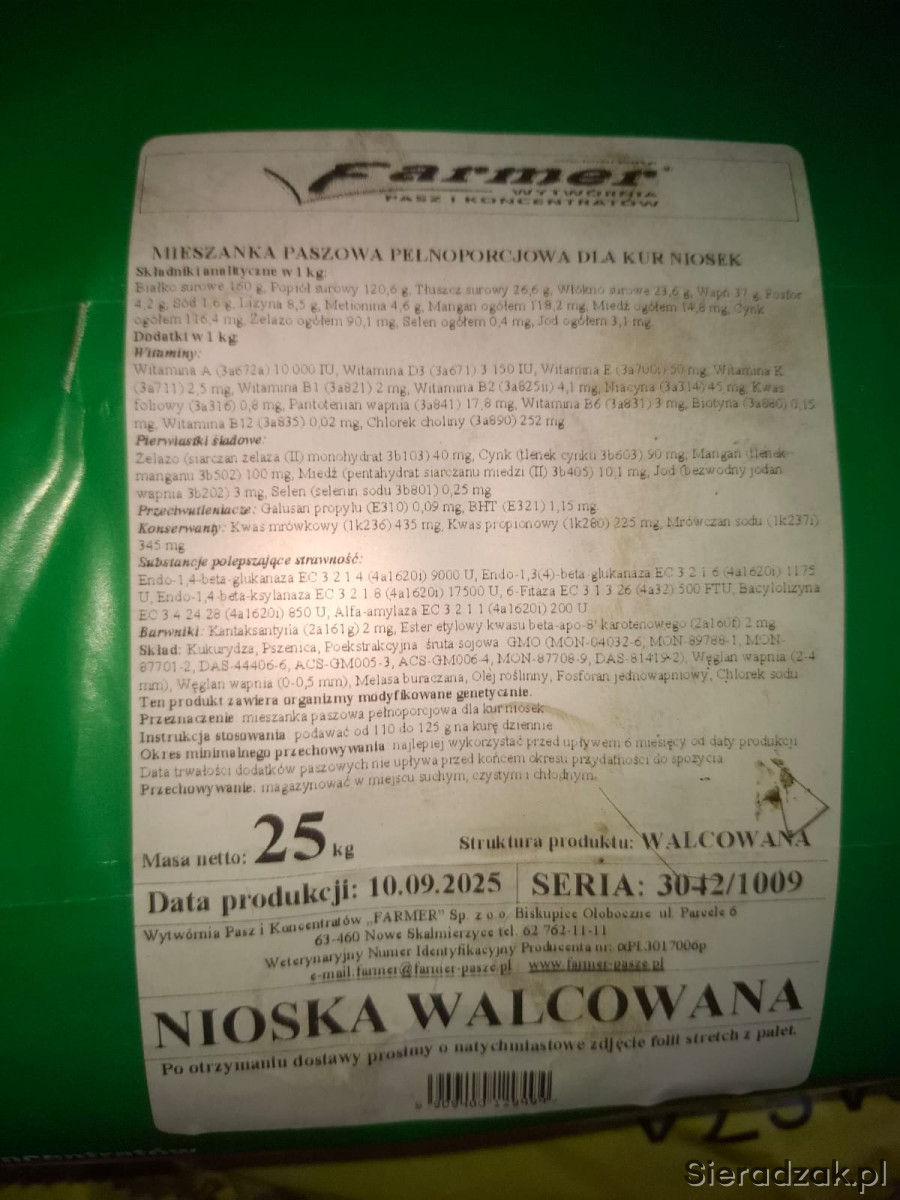 Farmer
WYTWÓRNIA
PASZ I KONCENTRATÓW
MIESZANKA PASZOWA PEŁNOPORCJOWA DLA KUR NIOSEK
Składniki analityczne w 1 kg:
Białko surowe 160 g, Popiół surowy 120,6 g, Tłuszcz surowy 26,6 g, Włókno surowe 23,6 g, Wapń 37 g, Fosfor
4,2 g, Sód 1,6 g, Lizyna 8,5 g, Metionina 4,6 g, Mangan ogółem 118,2 mg, Miedź ogółem 14,8 mg, Cynk
ogółem 116,4 mg, Żelazo ogółem 90,1 mg, Selen ogółem 0,4 mg, Jod ogółem 3,1 mg
Dodatki w 1 kg
Witaminy:
Witamina A (3a672a) 10 000 IU, Witamina D3 (3a671) 3 150 IU, Witamina E (3a700i) 50 mg, Witamina K
(3a711) 2,5 mg, Witamina B1 (3a821) 2 mg, Witamina B2 (3a825ii) 4,1 mg, Niacyna (3a314) 45 mg, Kwas
foliowy (3a316) 0,8 mg, Pantotenian wapnia (3a841) 17,8 mg, Witamina B6 (3a831) 3 mg, Biotyna (3a880) 0,15
mg, Witamina B12 (3a835) 0,02 mg, Chlorek choliny (3a890) 252 mg
Pierwiastki śladowe:
Żelazo (siarczan żelaza (II) monohydrat 3b103) 40 mg, Cynk (tlenek cynku 3b603) 90 mg, Mangan (tlenek
manganu 3b502) 100 mg, Miedź (pentahydrat siarczanu miedzi (II) 3b405) 10,1 mg, Jod (bezwodny jodan
wapnia 3b202) 3 mg, Selen (selenin sodu 3b801) 0,25 mg
Przeciwutleniacze: Galusan propylu (E310) 0,09 mg, BHT (E321) 1,15 mg
Konserwanty: Kwas mrówkowy (1k236) 435 mg, Kwas propionowy (1k280) 225 mg, Mrówczan sodu (1k237i)
345 mg
Substancje polepszające strawność:
Endo-1,4-beta-glukanaza EC 3 2 1 4 (4a1620i) 9000 U, Endo-1,3(4)-beta-glukanaza EC 3 2 1 6 (4a1620i) 1175
U, Endo-1,4-beta-ksylanaza EC 3 2 1 8 (4a1620i) 17500 U, 6-Fitaza EC 3 1 3 26 (4a32) 500 FTU, Bacylolizyna
EC 3 4 24 28 (4a1620i) 850 U, Alfa-amylaza EC 3 2 1 1 (4a1620i) 200 U
Barwniki: Kantaksantyna (2a161g) 2 mg, Ester etylowy kwasu beta-apo-8' karotenowego (2a160f) 2 mg
Skład: Kukurydza, Pszenica, Poekstrakcyjna śruta sojowa GMO (MON-04032-6, MON-89788-1, MON-
87701-2, DAS-44406-6, ACS-GM005-3, ACS-GM006-4, MON-87708-9, DAS-81419-2), Węglan wapnia (2-4
mm), Węglan wapnia (0-0,5 mm), Melasa buraczana, Olej roślinny, Fosforan jednowapniowy, Chlorek sodu
Ten produkt zawiera organizmy modyfikowane genetycznie.
Przeznaczenie mieszanka paszowa pełnoporcjowa dla kur niosek
Instrukcja stosowania podawać od 110 do 125 g na kurę dziennie
Okres minimalnego przechowywania najlepiej wykorzystać przed upływem 6 miesięcy od daty produkcji
Data trwałości dodatków paszowych nie upływa przed końcem okresu przydatności do spożycia
Przechowywanie: magazynować w miejscu suchym, czystym i chłodnym.
Masa netto: 25 kg
Struktura produktu: WALCOWANA
Data produkcji: 10.09.2025 SERIA: 3042/1009
Wytwórnia Pasz i Koncentratów „FARMER” Sp. z o.o. Biskupice Ołoboczne ul. Parcele 6
63-460 Nowe Skalmierzyce tel. 62 762-11-11
Weterynaryjny Numer Identyfikacyjny Producenta nr: αPL3017006p
e-mail:farmer@farmer-pasze.pl www.farmer-pasze.pl
NIOSKA WALCOWANA
Po otrzymaniu dostawy prosimy o natychmiastowe zdjęcie folii stretch z palet.
Sieradzak.pl